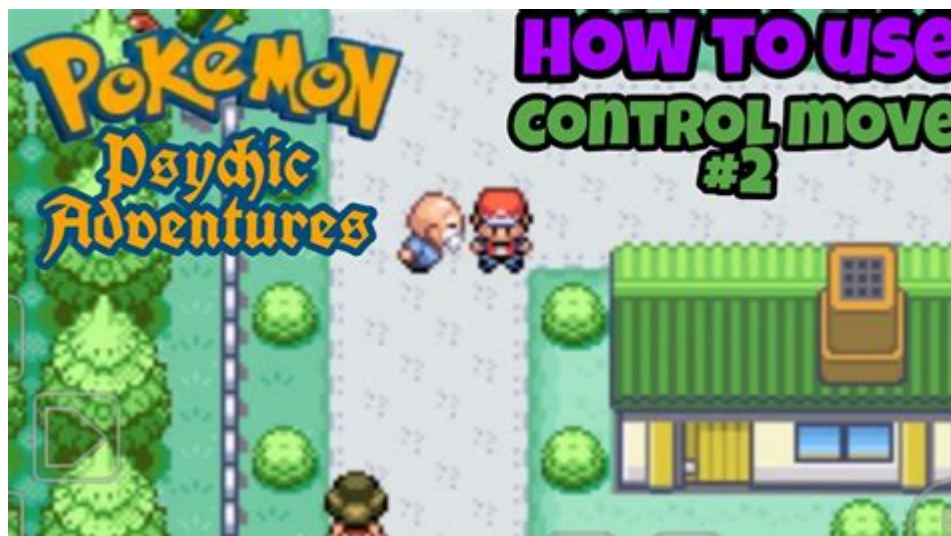 POKéMON
Psychic
Adventures
HOW TO USE
CONTROL MOVE
#2